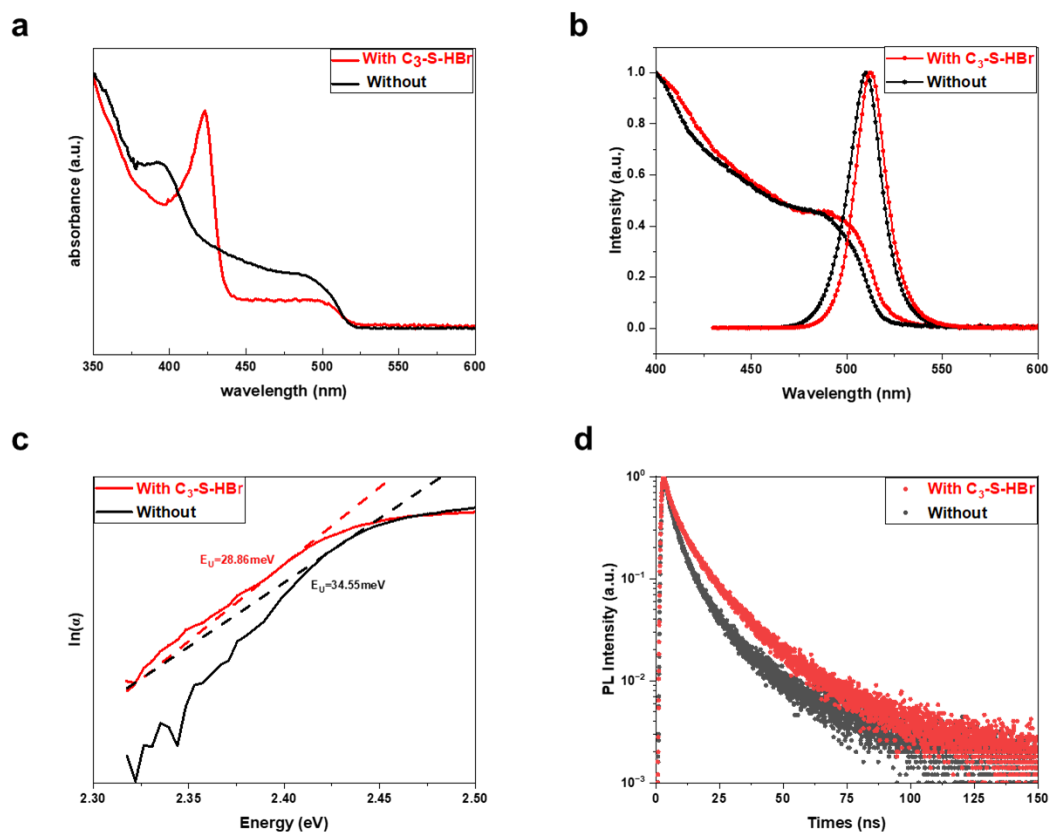 a
With C₃-S-HBr
Without
absorbance (a.u.)
350 400 450 500 550 600
wavelength (nm)
b
With C₃-S-HBr
Without
1.0
0.8
0.6
0.4
0.2
0.0
Intensity (a.u.)
400 450 500 550 600
Wavelength (nm)
c
With C₃-S-HBr
Without
E_U=28.86meV
E_U=34.55meV
ln(α)
2.30 2.35 2.40 2.45 2.50
Energy (eV)
d
With C₃-S-HBr
Without
10⁰
10⁻¹
10⁻²
10⁻³
PL Intensity (a.u.)
0 25 50 75 100 125 150
Times (ns)